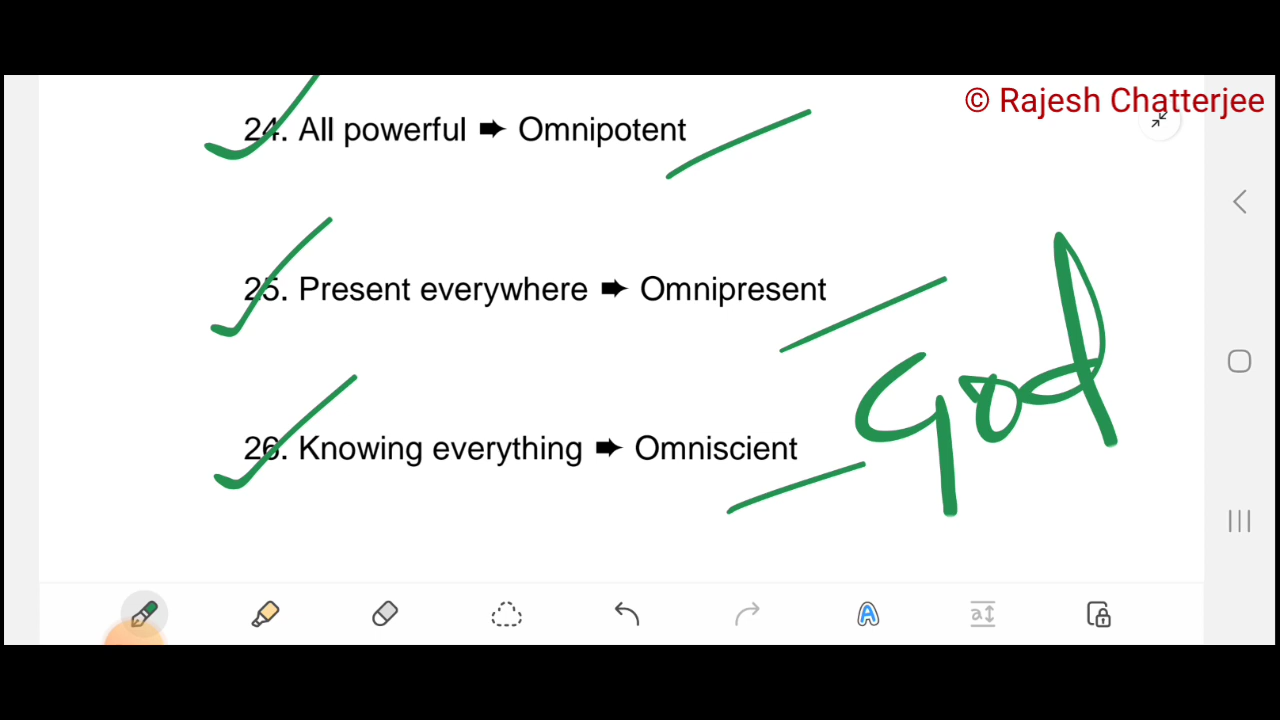 © Rajesh Chatterjee
24. All powerful ➨ Omnipotent
25. Present everywhere ➨ Omnipresent
God
26. Knowing everything ➨ Omniscient